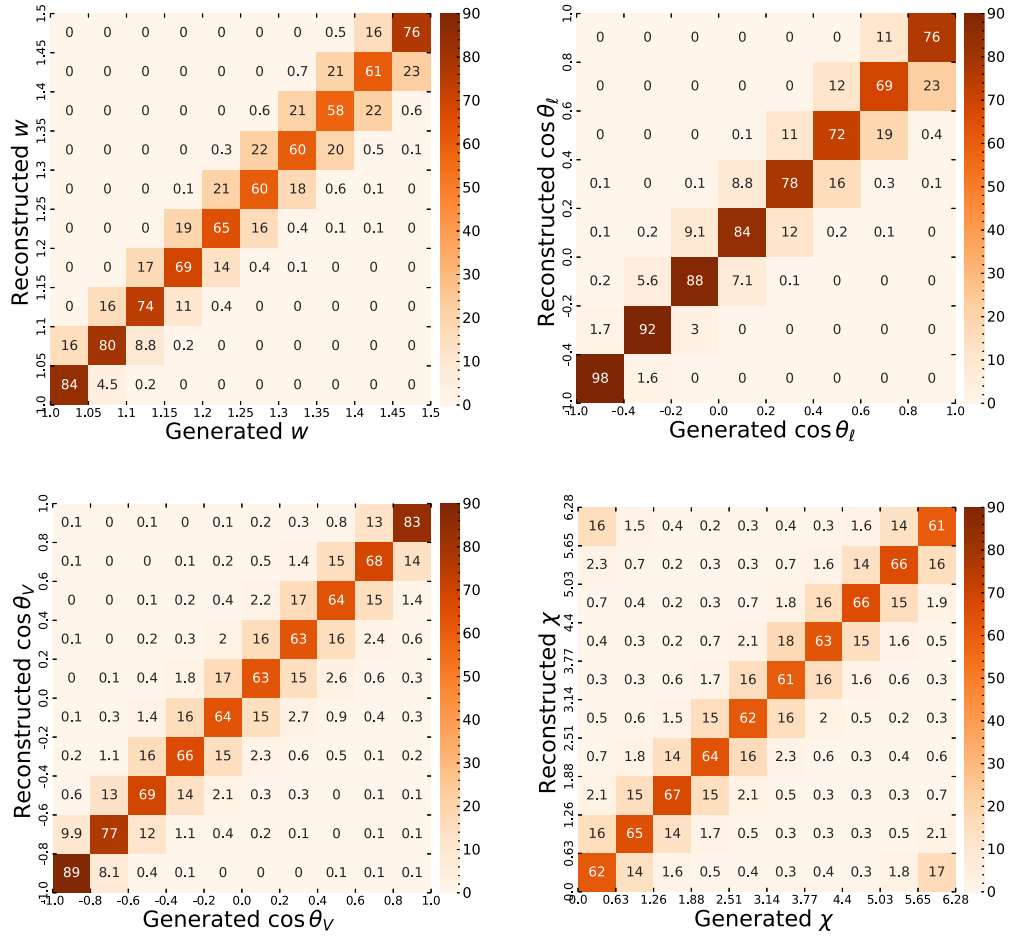 1.5 0 0 0 0 0 0 0 0.5 16 76 90
1.45 0 0 0 0 0 0 0.7 21 61 23 80
1.4 0 0 0 0 0 0.6 21 58 22 0.6 70
1.35 0 0 0 0 0.3 22 60 20 0.5 0.1 60
1.3 0 0 0 0.1 21 60 18 0.6 0.1 0 50
1.25 0 0 0 19 65 16 0.4 0.1 0.1 0 40
1.2 0 0 17 69 14 0.4 0.1 0 0 0 30
1.15 0 16 74 11 0.4 0 0 0 0 0 20
1.1 16 80 8.8 0.2 0 0 0 0 0 0 10
1.05 84 4.5 0.2 0 0 0 0 0 0 0 0
1.0
Reconstructed w
1.0 1.05 1.1 1.15 1.2 1.25 1.3 1.35 1.4 1.45 1.5
Generated w
1.0 0 0 0 0 0 0 11 76 90
0.8 0 0 0 0 0 12 69 23 80
0.6 0 0 0 0.1 11 72 19 0.4 70
0.4 0.1 0 0 8.8 78 16 0.3 0.1 60
0.2 0.1 0.2 9.1 84 12 0.2 0.1 0 50
0.0 0.2 5.6 88 7.1 0.1 0 0 0 40
-0.2 1.7 92 3 0 0 0 0 0 30
-0.4 98 1.6 0 0 0 0 0 0 20
-1.0 10
0
Reconstructed cos θℓ
-1.0 -0.4 -0.2 0.0 0.2 0.4 0.6 0.8 1.0
Generated cos θℓ
1.0 0.1 0 0.1 0 0.1 0.2 0.3 0.8 13 83 90
0.8 0.1 0 0 0.1 0.2 0.5 1.4 15 68 14 80
0.6 0 0 0.1 0.2 0.4 2.2 17 64 15 1.4 70
0.4 0.1 0 0.2 0.3 2 16 63 16 2.4 0.6 60
0.2 0 0.1 0.4 1.8 17 63 15 2.6 0.6 0.3 50
0.0 0.1 0.3 1.4 16 64 15 2.7 0.9 0.4 0.3 40
-0.2 0.2 1.1 16 66 15 2.3 0.6 0.5 0.1 0.2 30
-0.4 0.6 13 69 14 2.1 0.3 0.3 0 0.1 0.1 20
-0.6 9.9 77 12 1.1 0.4 0.2 0.1 0 0.1 0.1 10
-0.8 89 8.1 0.4 0.1 0 0 0 0.1 0.1 0.1 0
-1.0
Reconstructed cos θV
-1.0 -0.8 -0.6 -0.4 -0.2 0.0 0.2 0.4 0.6 0.8 1.0
Generated cos θV
6.28 16 1.5 0.4 0.2 0.3 0.4 0.3 1.6 14 61 90
5.65 2.3 0.7 0.2 0.3 0.3 0.7 1.6 14 66 16 80
5.03 0.7 0.4 0.2 0.3 0.7 1.8 16 66 15 1.9 70
4.4 0.4 0.3 0.2 0.7 2.1 18 63 15 1.6 0.5 60
3.77 0.3 0.3 0.6 1.7 16 61 16 1.6 0.6 0.3 50
3.14 0.5 0.6 1.5 15 62 16 2 0.5 0.2 0.3 40
2.51 0.7 1.8 14 64 16 2.3 0.6 0.3 0.4 0.6 30
1.88 2.1 15 67 15 2.1 0.5 0.3 0.3 0.3 0.7 20
1.26 16 65 14 1.7 0.5 0.3 0.3 0.3 0.6 2.1 10
0.63 62 14 1.6 0.5 0.4 0.3 0.5 0.3 1.8 17 0
0.0
Reconstructed χ
0.0 0.63 1.26 1.88 2.51 3.14 3.77 4.4 5.03 5.65 6.28
Generated χ